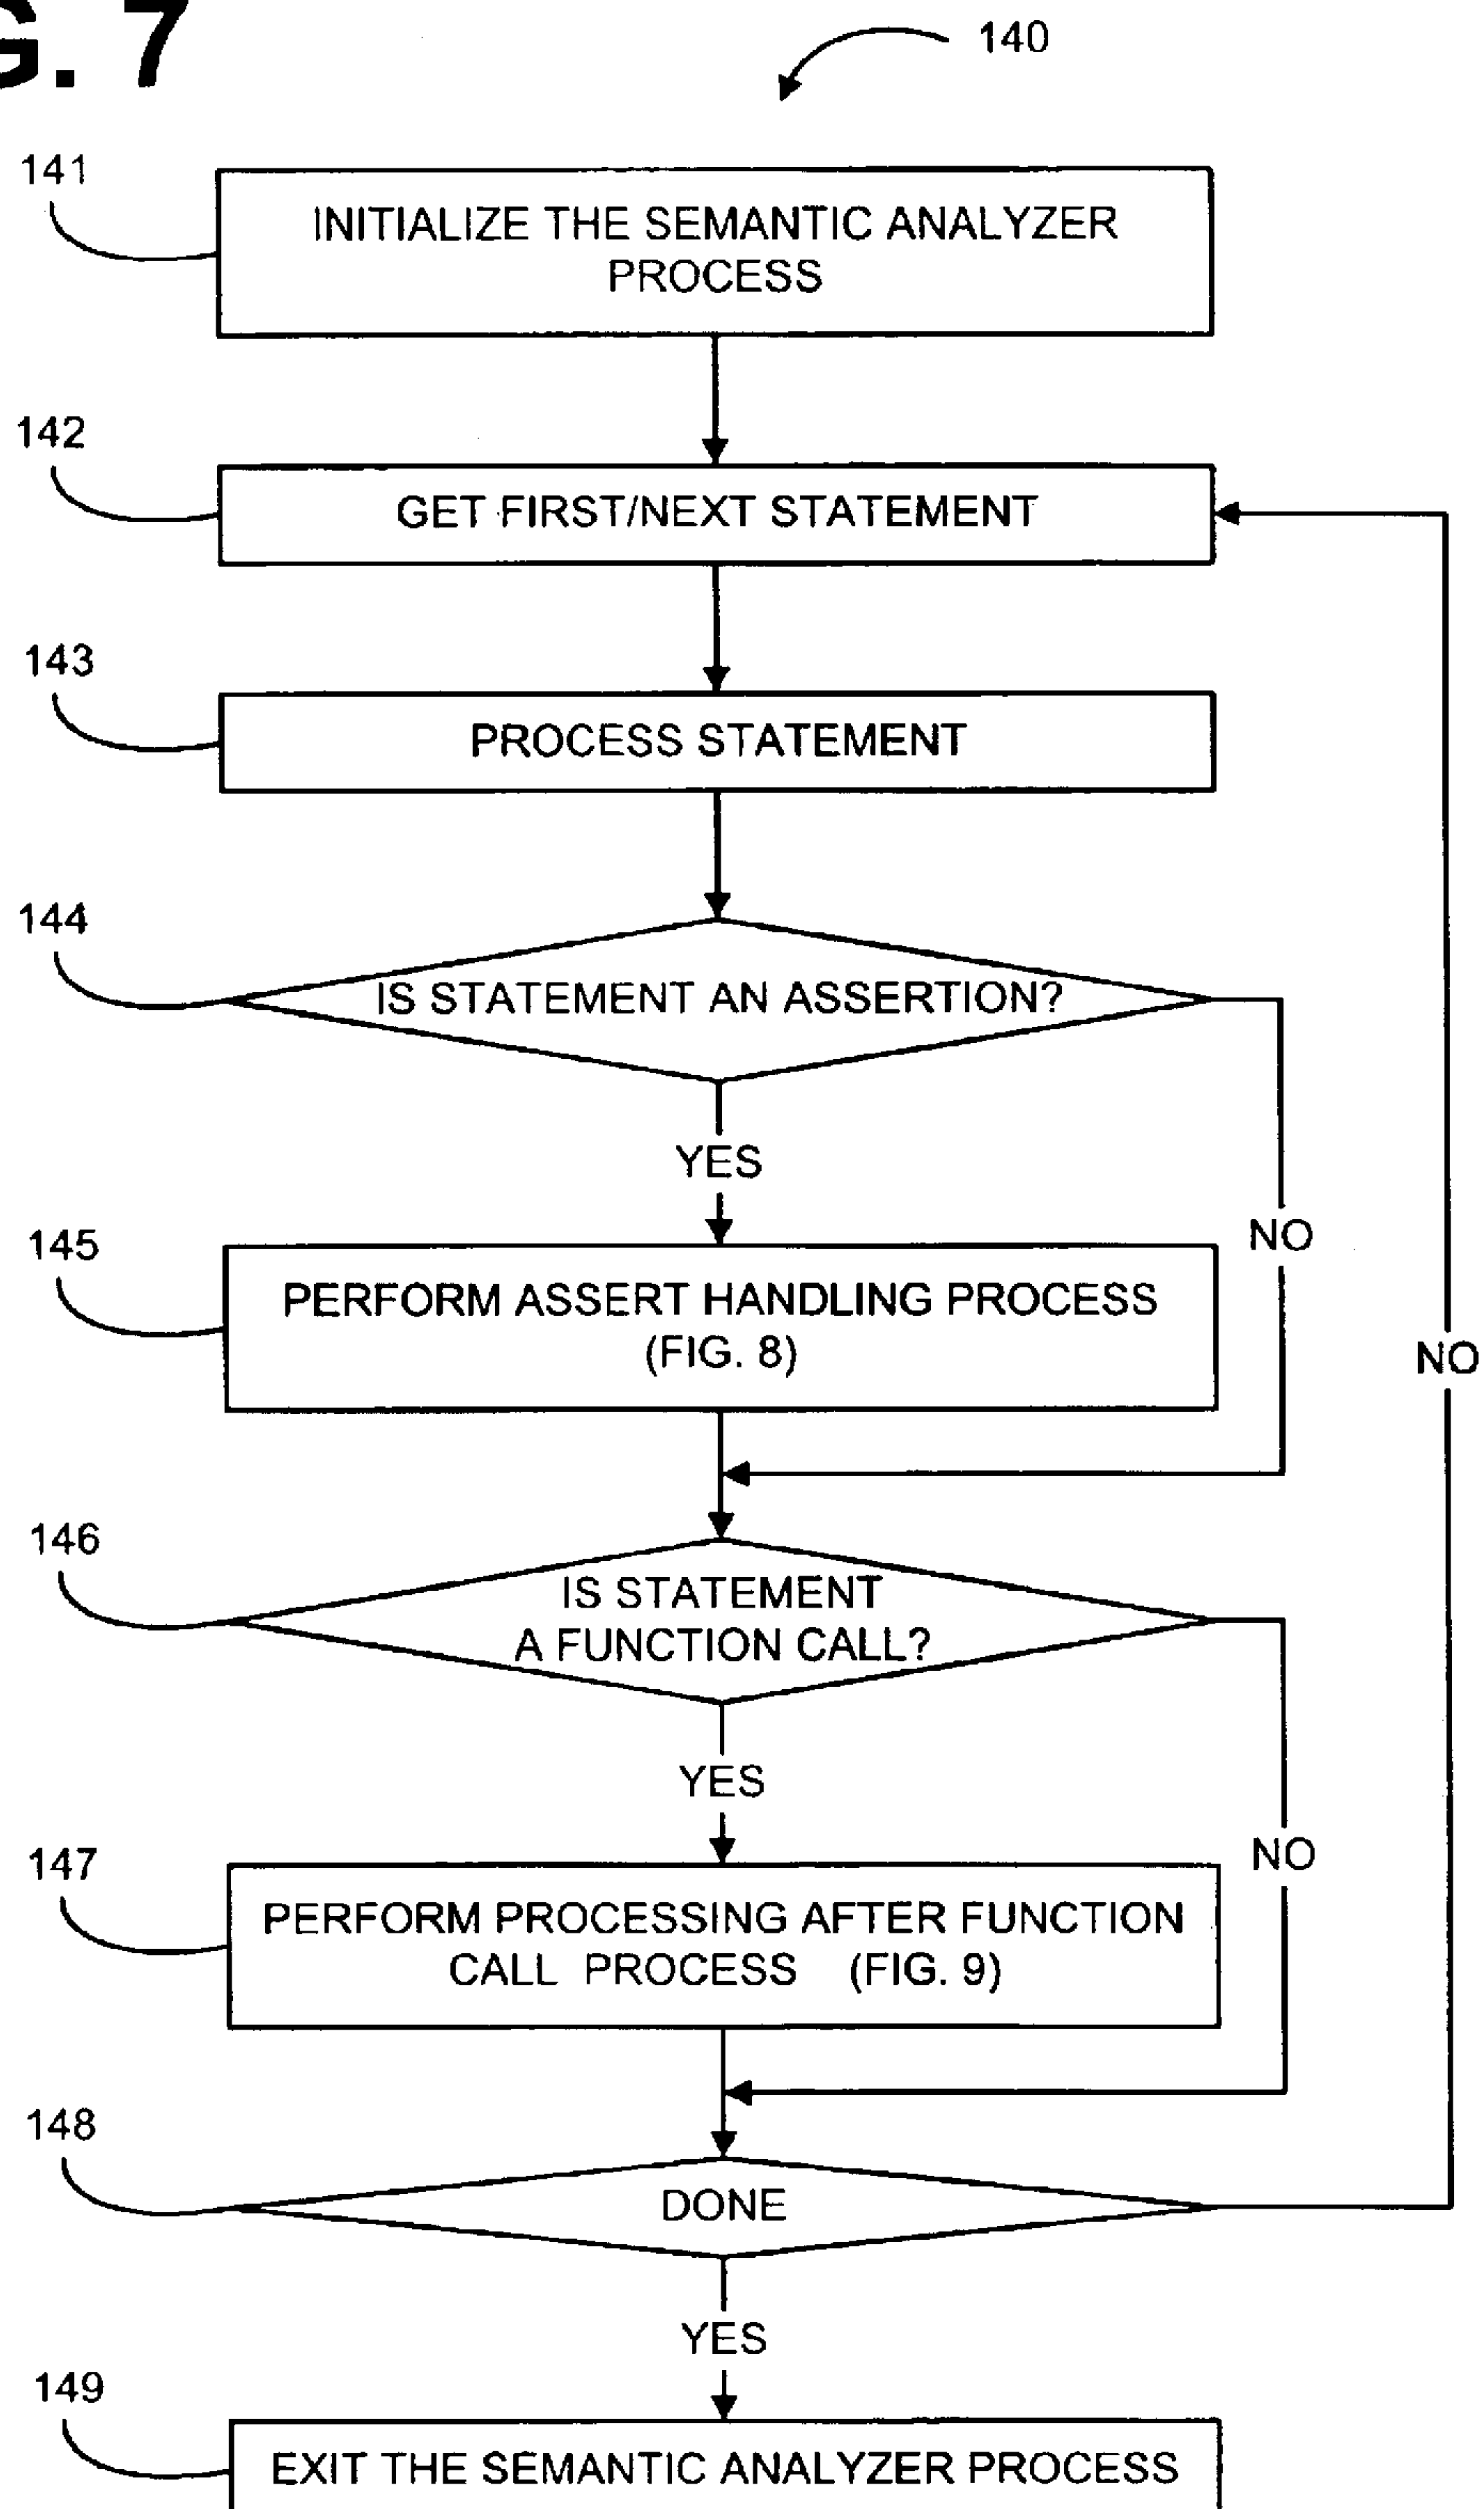 G. 7
140
141
INITIALIZE THE SEMANTIC ANALYZER
PROCESS
142
GET FIRST/NEXT STATEMENT
143
PROCESS STATEMENT
144
IS STATEMENT AN ASSERTION?
YES
NO
145
PERFORM ASSERT HANDLING PROCESS
(FIG. 8)
NO
146
IS STATEMENT
A FUNCTION CALL?
YES
NO
147
PERFORM PROCESSING AFTER FUNCTION
CALL PROCESS (FIG. 9)
148
DONE
YES
149
EXIT THE SEMANTIC ANALYZER PROCESS